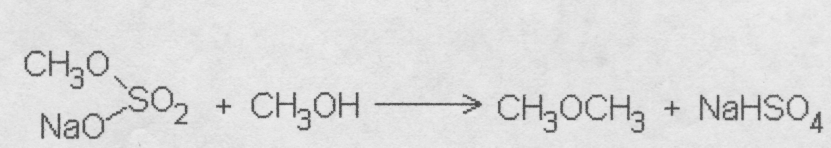 CH₃O
NaO SO₂ + CH₃OH ⟶ CH₃OCH₃ + NaHSO₄